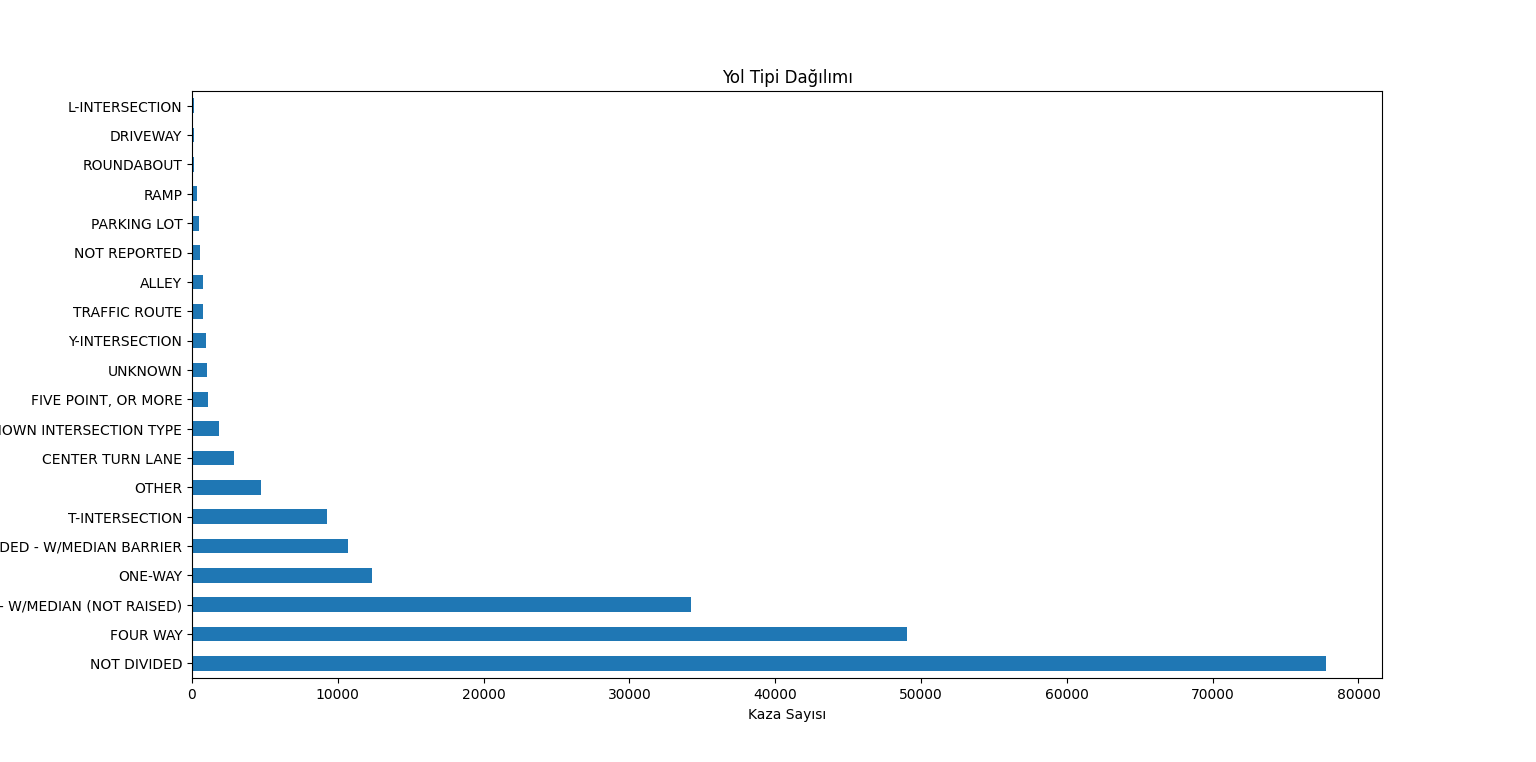 Yol Tipi Dağılımı
L-INTERSECTION
DRIVEWAY
ROUNDABOUT
RAMP
PARKING LOT
NOT REPORTED
ALLEY
TRAFFIC ROUTE
Y-INTERSECTION
UNKNOWN
FIVE POINT, OR MORE
OWN INTERSECTION TYPE
CENTER TURN LANE
OTHER
T-INTERSECTION
DED - W/MEDIAN BARRIER
ONE-WAY
- W/MEDIAN (NOT RAISED)
FOUR WAY
NOT DIVIDED
0 10000 20000 30000 40000 50000 60000 70000 80000
Kaza Sayısı